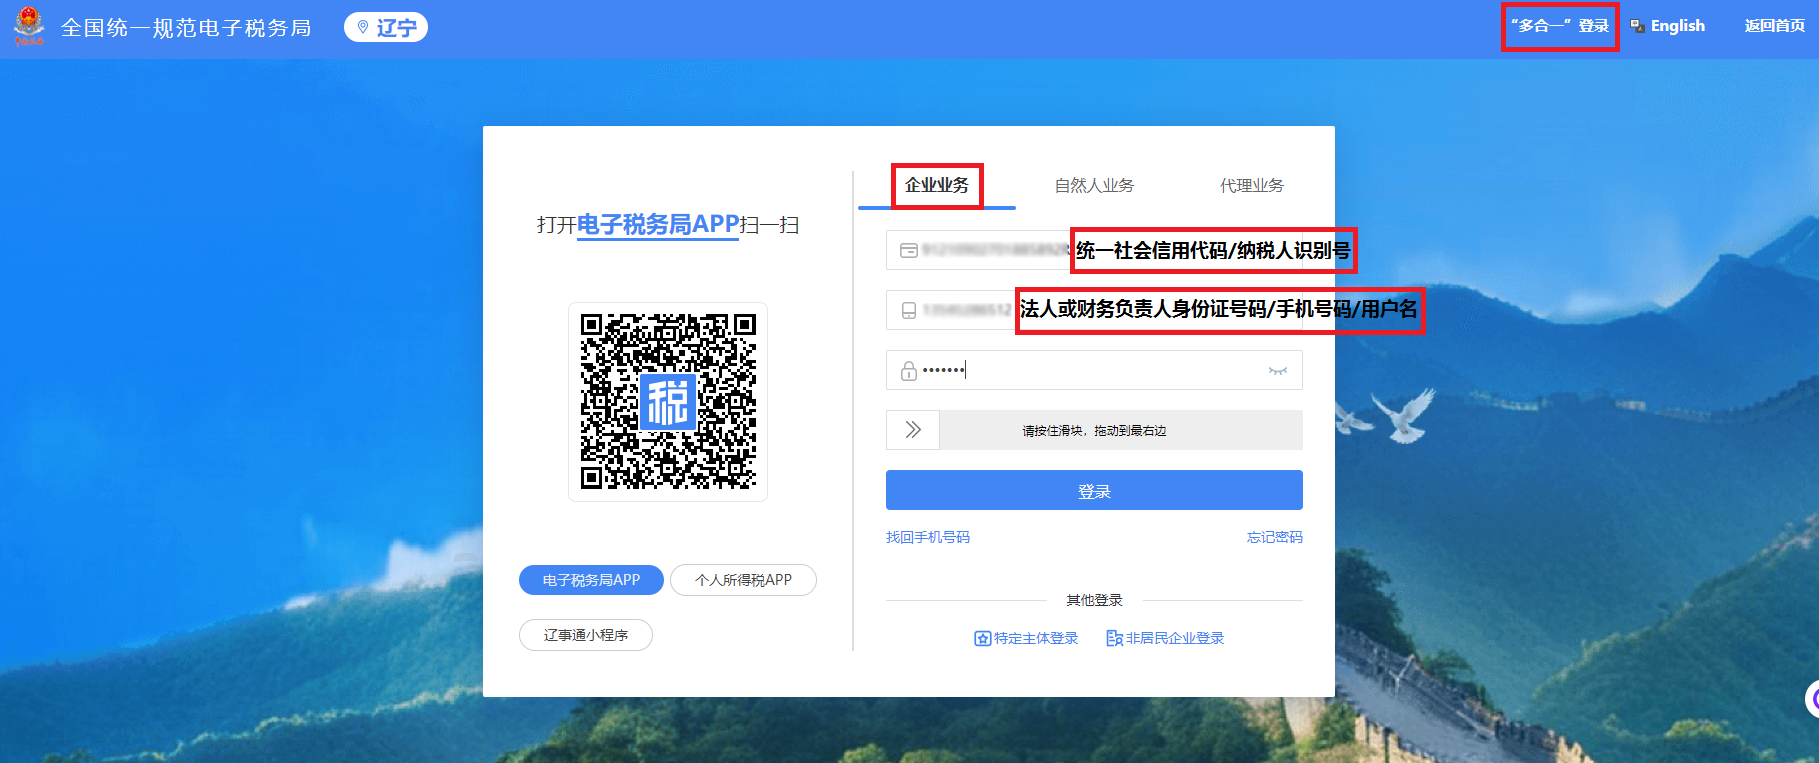 全国统一规范电子税务局
辽宁
“多合一”登录
English
返回首页
企业业务
自然人业务
代理业务
打开电子税务局APP扫一扫
统一社会信用代码/纳税人识别号
法人或财务负责人身份证号码/手机号码/用户名
税
•••••••
请按住滑块，拖动到最右边
登录
找回手机号码
忘记密码
电子税务局APP
个人所得税APP
其他登录
辽事通小程序
特定主体登录
非居民企业登录